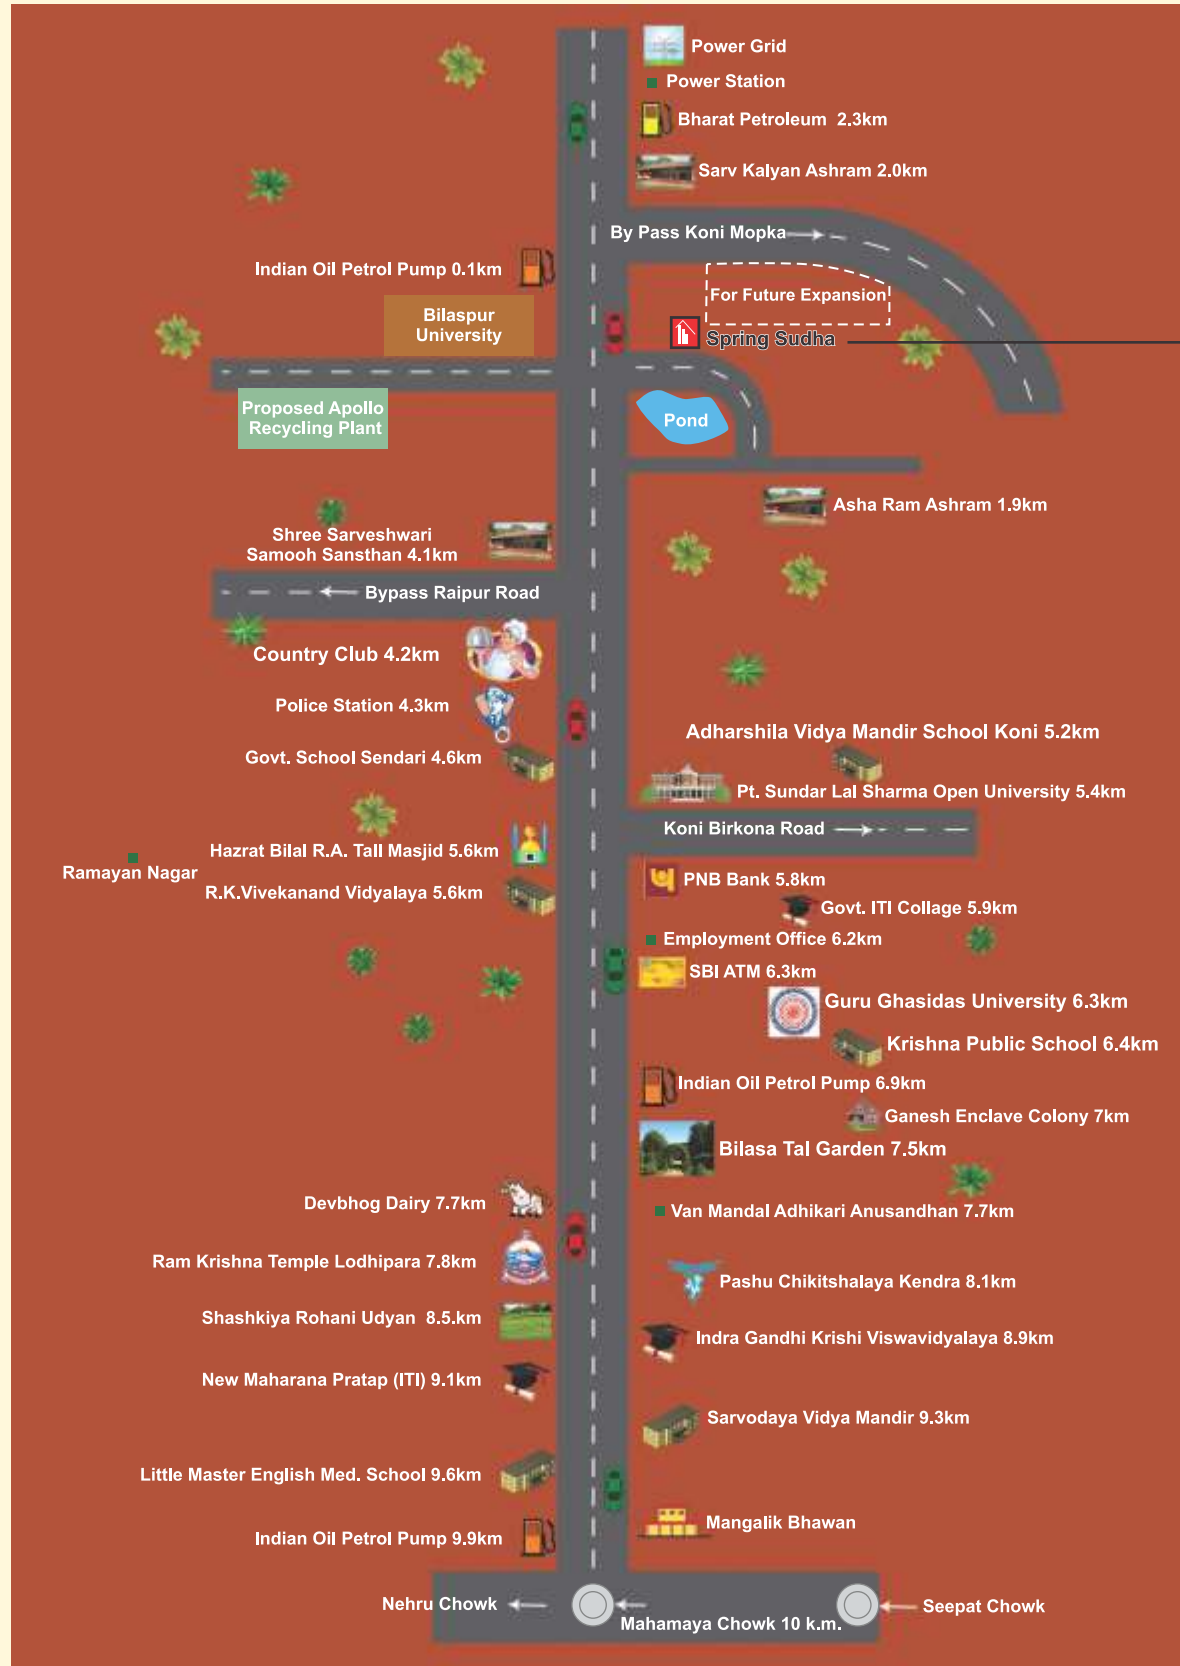 Power Grid
Power Station
Bharat Petroleum 2.3km
Sarv Kalyan Ashram 2.0km
By Pass Koni Mopka
Indian Oil Petrol Pump 0.1km
For Future Expansion
Bilaspur
University
Spring Sudha
Proposed Apollo
Recycling Plant
Pond
Asha Ram Ashram 1.9km
Shree Sarveshwari
Samooh Sansthan 4.1km
Bypass Raipur Road
Country Club 4.2km
Police Station 4.3km
Adharshila Vidya Mandir School Koni 5.2km
Govt. School Sendari 4.6km
Pt. Sundar Lal Sharma Open University 5.4km
Koni Birkona Road
Hazrat Bilal R.A. Tall Masjid 5.6km
Ramayan Nagar
PNB Bank 5.8km
R.K.Vivekanand Vidyalaya 5.6km
Govt. ITI Collage 5.9km
Employment Office 6.2km
SBI ATM 6.3km
Guru Ghasidas University 6.3km
Krishna Public School 6.4km
Indian Oil Petrol Pump 6.9km
Ganesh Enclave Colony 7km
Bilasa Tal Garden 7.5km
Devbhog Dairy 7.7km
Van Mandal Adhikari Anusandhan 7.7km
Ram Krishna Temple Lodhipara 7.8km
Pashu Chikitshalaya Kendra 8.1km
Shashkiya Rohani Udyan 8.5.km
Indra Gandhi Krishi Viswavidyalaya 8.9km
New Maharana Pratap (ITI) 9.1km
Sarvodaya Vidya Mandir 9.3km
Little Master English Med. School 9.6km
Mangalik Bhawan
Indian Oil Petrol Pump 9.9km
Nehru Chowk
Mahamaya Chowk 10 k.m.
Seepat Chowk